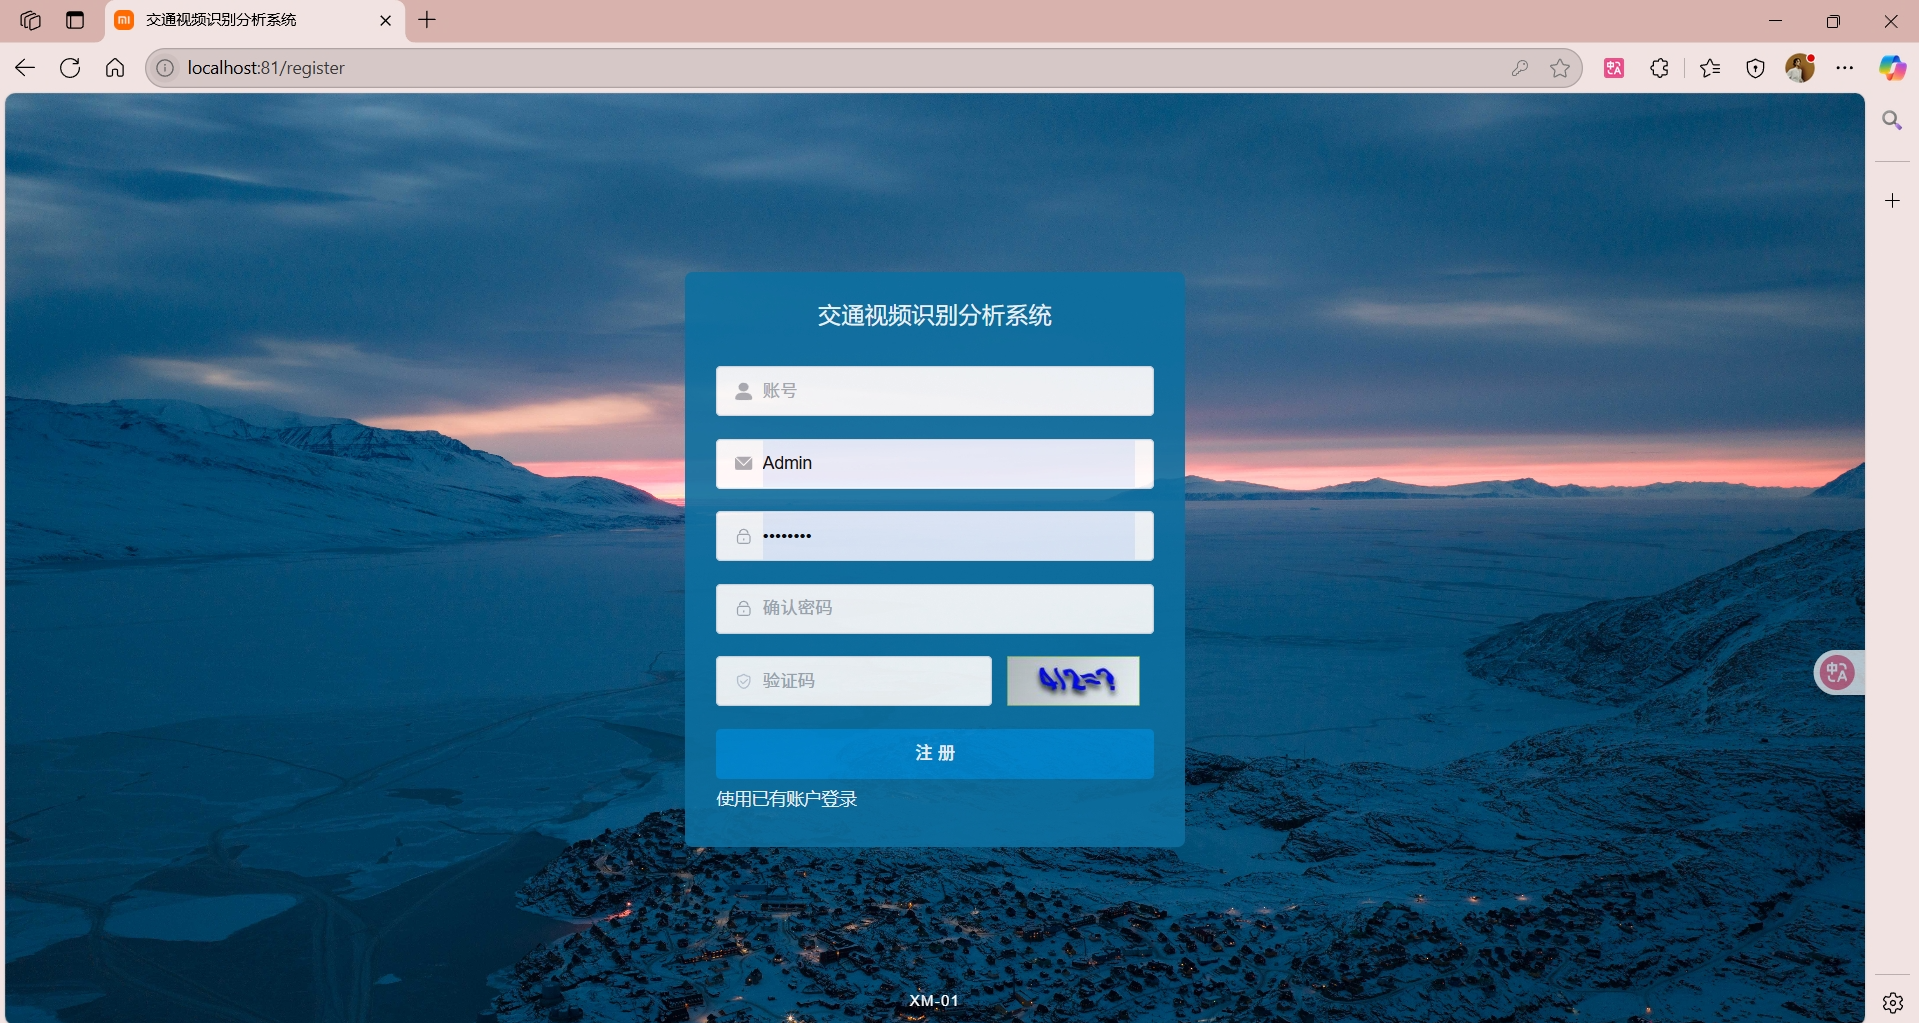 交通视频识别分析系统
localhost:81/register
交通视频识别分析系统
账号
Admin
••••••••
确认密码
验证码
4/2=?
注 册
使用已有账户登录
XM-01